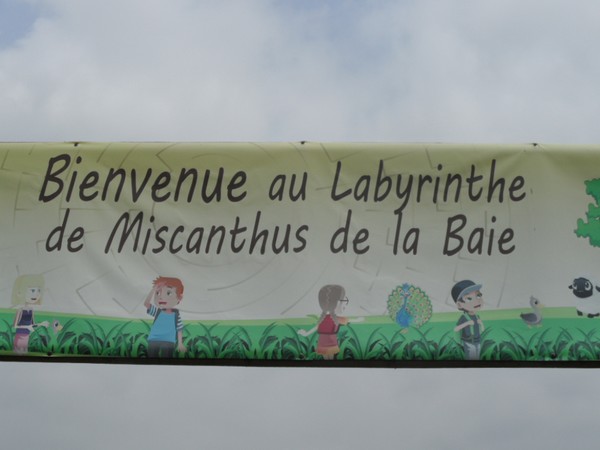 Bienvenue au Labyrinthe
de Miscanthus de la Baie